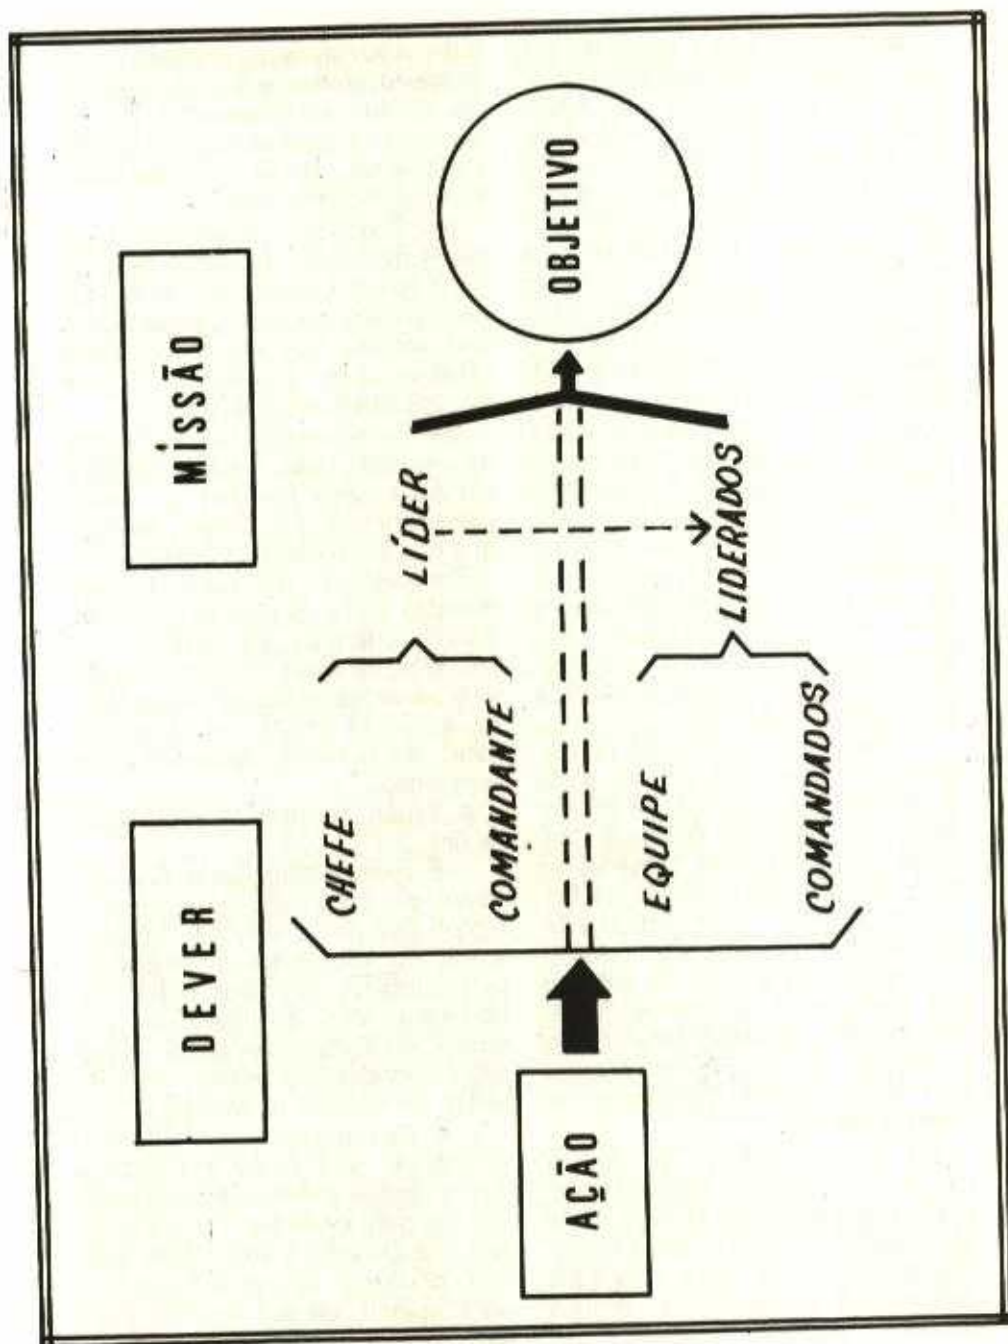 DEVER
MISSÃO
CHEFE
COMANDANTE
LÍDER
AÇÃO
OBJETIVO
EQUIPE
COMANDADOS
LIDERADOS